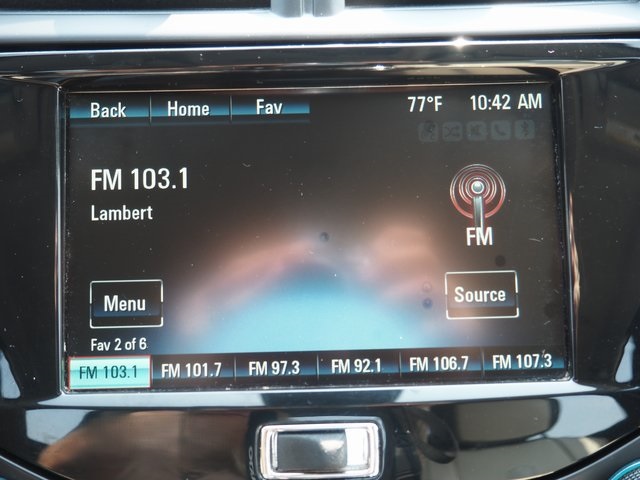 Back Home Fav 77°F 10:42 AM
FM 103.1
Lambert
FM
Menu Source
Fav 2 of 6
FM 103.1 FM 101.7 FM 97.3 FM 92.1 FM 106.7 FM 107.3